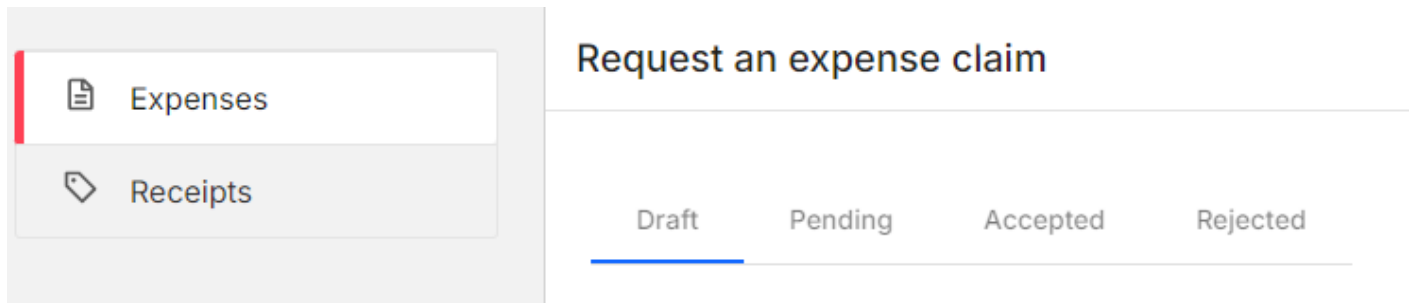 Expenses
Receipts
Request an expense claim
Draft Pending Accepted Rejected